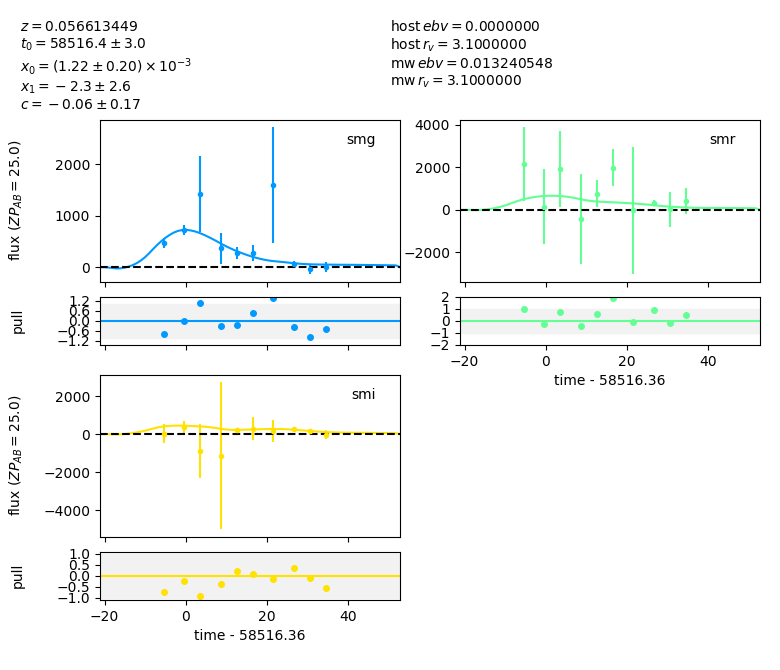 z = 0.056613449
t₀ = 58516.4 ± 3.0
x₀ = (1.22 ± 0.20) × 10⁻³
x₁ = −2.3 ± 2.6
c = −0.06 ± 0.17
host ebv = 0.0000000
host r_v = 3.1000000
mw ebv = 0.013240548
mw r_v = 3.1000000
smg
flux (ZP_AB = 25.0)
2000
1000
0
pull
1.2
0.6
0.0
−0.6
−1.2
smr
4000
2000
0
−2000
2
1
0
−1
−2
−20 0 20 40
time - 58516.36
smi
flux (ZP_AB = 25.0)
2000
0
−2000
−4000
pull
1.0
0.5
0.0
−0.5
−1.0
−20 0 20 40
time - 58516.36